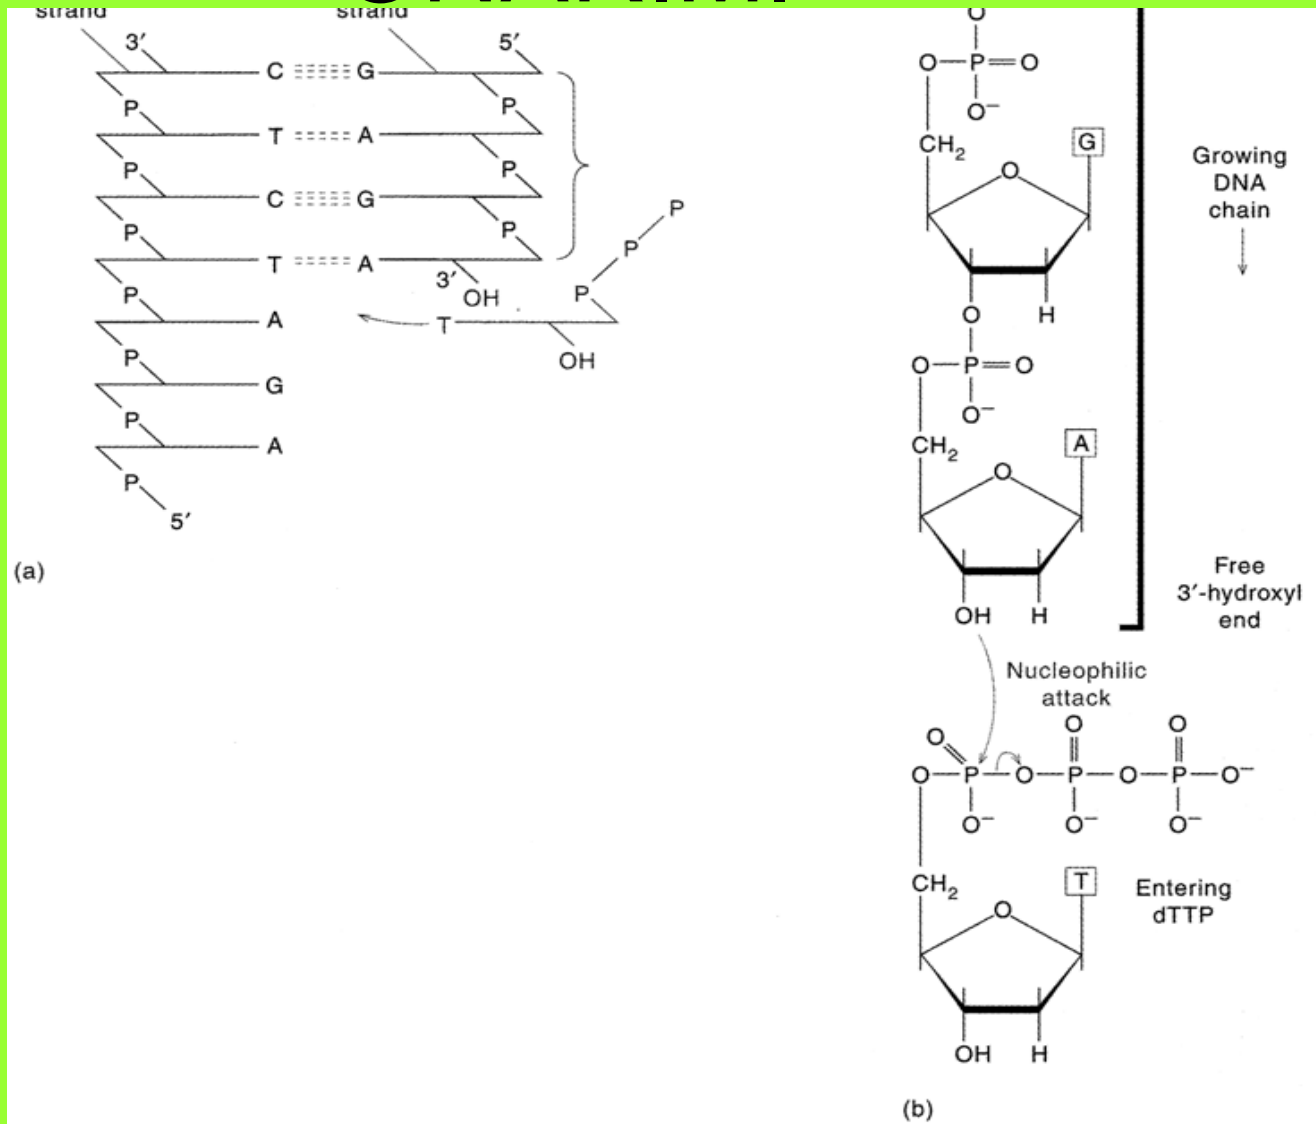 strand
strand
3′
5′
C G
P P
T A
P P
C G
P P
T A
3′
OH
P
P
P
P
A
T
OH
P
G
P
A
P
5′
(a)
O
O P O
O−
CH2
G
O
H
O
O P O
O−
CH2
A
O
OH H
Growing
DNA
chain
Free
3′-hydroxyl
end
Nucleophilic
attack
O O O
O P O P O P O−
O− O− O−
CH2
T
O
OH H
Entering
dTTP
(b)